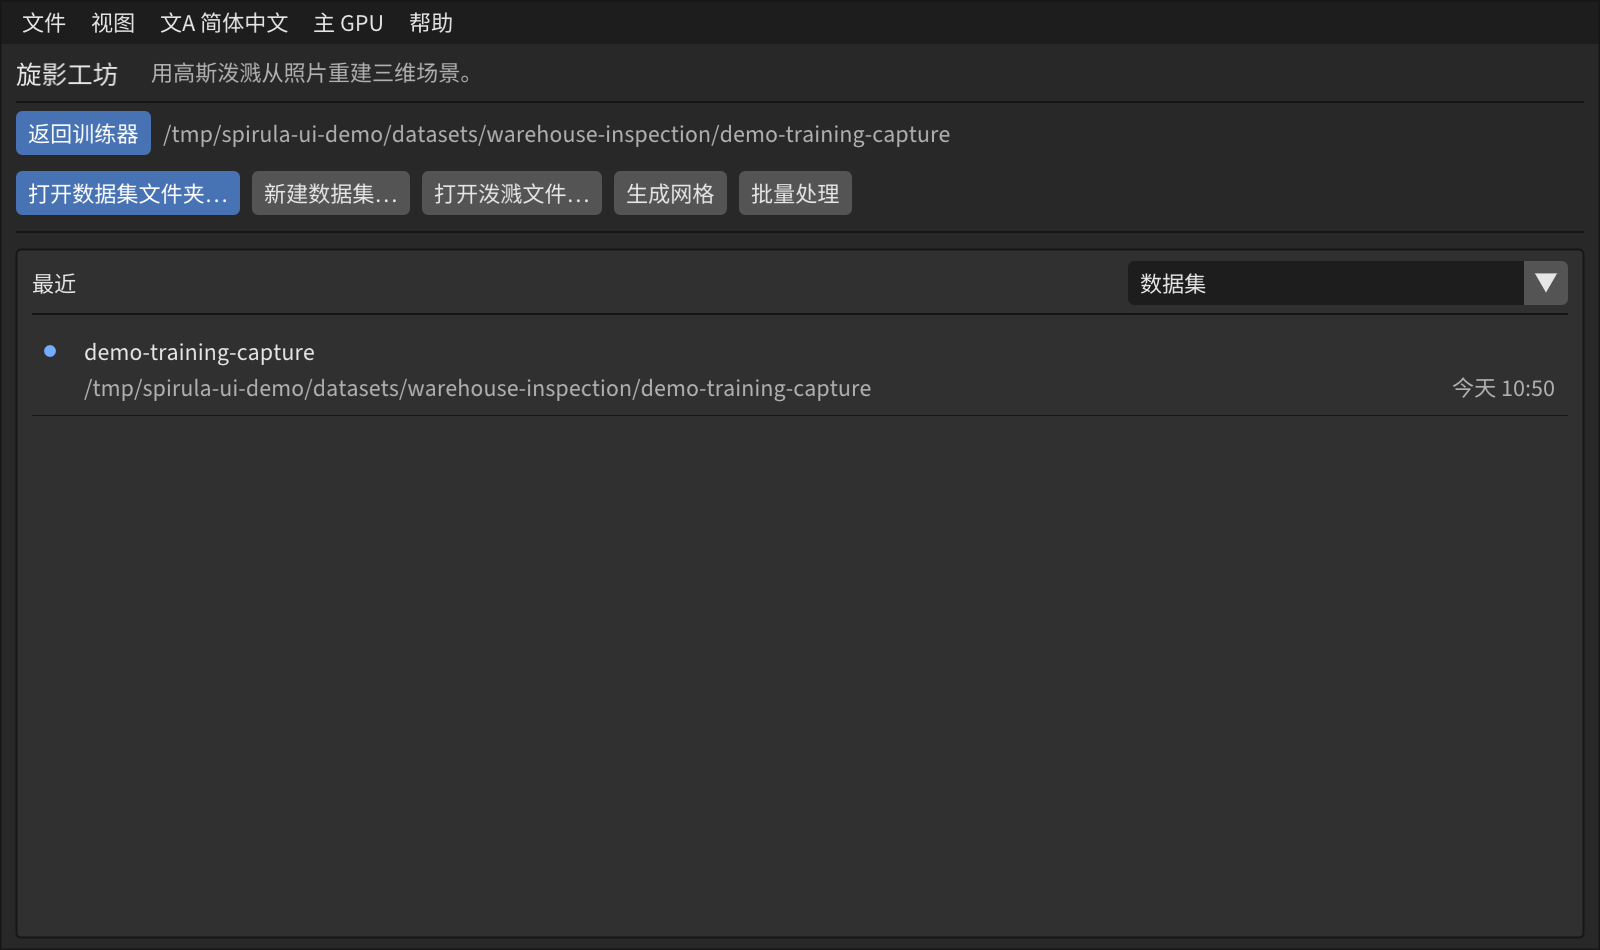 文件 视图 文A 简体中文 主 GPU 帮助
旋影工坊 用高斯泼溅从照片重建三维场景。
返回训练器 /tmp/spirula-ui-demo/datasets/warehouse-inspection/demo-training-capture
打开数据集文件夹... 新建数据集... 打开泼溅文件... 生成网格 批量处理
最近 数据集
demo-training-capture
/tmp/spirula-ui-demo/datasets/warehouse-inspection/demo-training-capture 今天 10:50